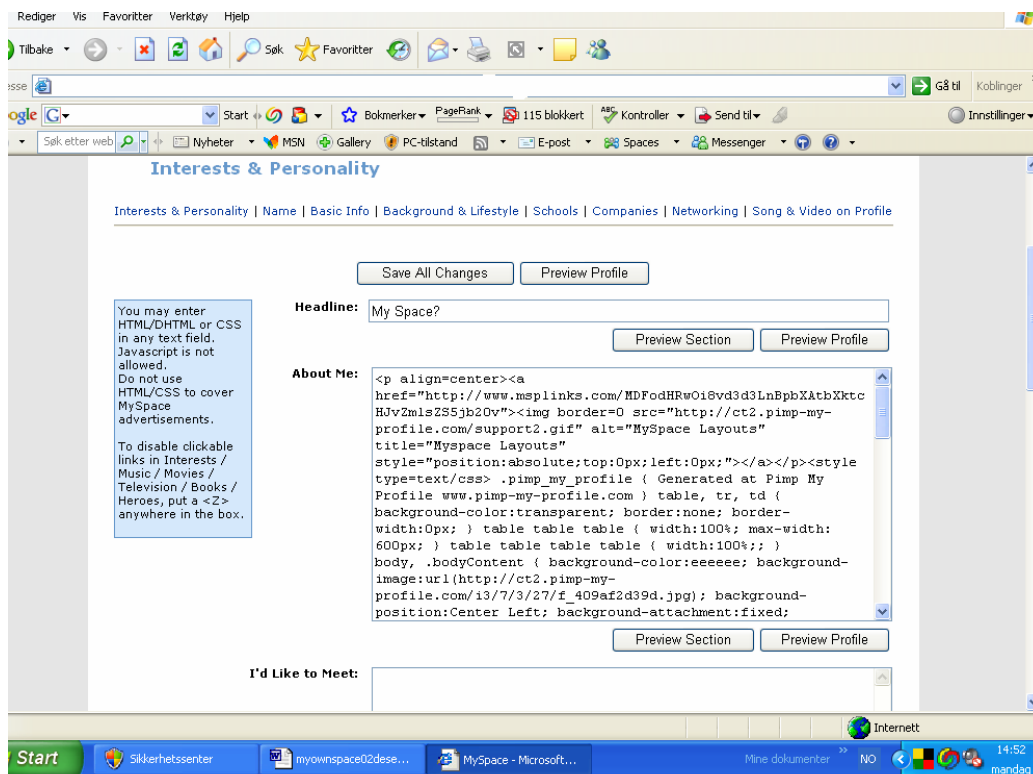 Rediger Vis Favoritter Verktøy Hjelp
Tilbake Søk Favoritter
esse Gå til Koblinger
ogle G Start Bokmerker PageRank 115 blokkert ABC Kontroller Send til Innstillinger
Søk etter web Nyheter MSN Gallery PC-tilstand E-post Spaces Messenger
Interests & Personality
Interests & Personality | Name | Basic Info | Background & Lifestyle | Schools | Companies | Networking | Song & Video on Profile
Save All Changes Preview Profile
You may enter
HTML/DHTML or CSS
in any text field.
Javascript is not
allowed.
Do not use
HTML/CSS to cover
MySpace
advertisements.
To disable clickable
links in Interests /
Music / Movies /
Television / Books /
Heroes, put a <Z>
anywhere in the box.
Headline: My Space?
Preview Section Preview Profile
About Me: <p align=center><a
href="http://www.msplinks.com/MDFodHRwOi8vd3d3LnBpbXAtbXktc
HJvZmlsZS5jb20v"><img border=0 src="http://ct2.pimp-my-
profile.com/support2.gif" alt="MySpace Layouts"
title="Myspace Layouts"
style="position:absolute;top:0px;left:0px;"></a></p><style
type=text/css> .pimp_my_profile { Generated at Pimp My
Profile www.pimp-my-profile.com } table, tr, td {
background-color:transparent; border:none; border-
width:0px; } table table table { width:100%; max-width:
600px; } table table table table { width:100%;; }
body, .bodyContent { background-color:eeeeee; background-
image:url(http://ct2.pimp-my-
profile.com/i3/7/3/27/f_409af2d39d.jpg); background-
position:Center Left; background-attachment:fixed;
Preview Section Preview Profile
I'd Like to Meet:
Internett
Start Sikkerhetssenter myownspace02dese... MySpace - Microsoft... Mine dokumenter » NO 14:52
mandag